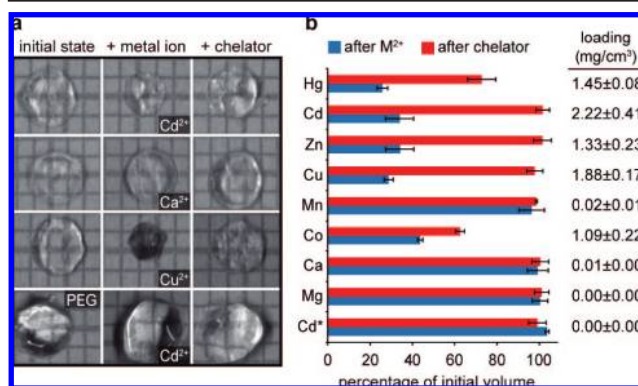 a
initial state + metal ion + chelator
Cd²⁺
Ca²⁺
Cu²⁺
PEG
Cd²⁺
b
after M²⁺ after chelator
loading
(mg/cm³)
Hg 1.45±0.08
Cd 2.22±0.41
Zn 1.33±0.23
Cu 1.88±0.17
Mn 0.02±0.01
Co 1.09±0.22
Ca 0.01±0.00
Mg 0.00±0.00
Cd* 0.00±0.00
0 20 40 60 80 100
percentage of initial volume